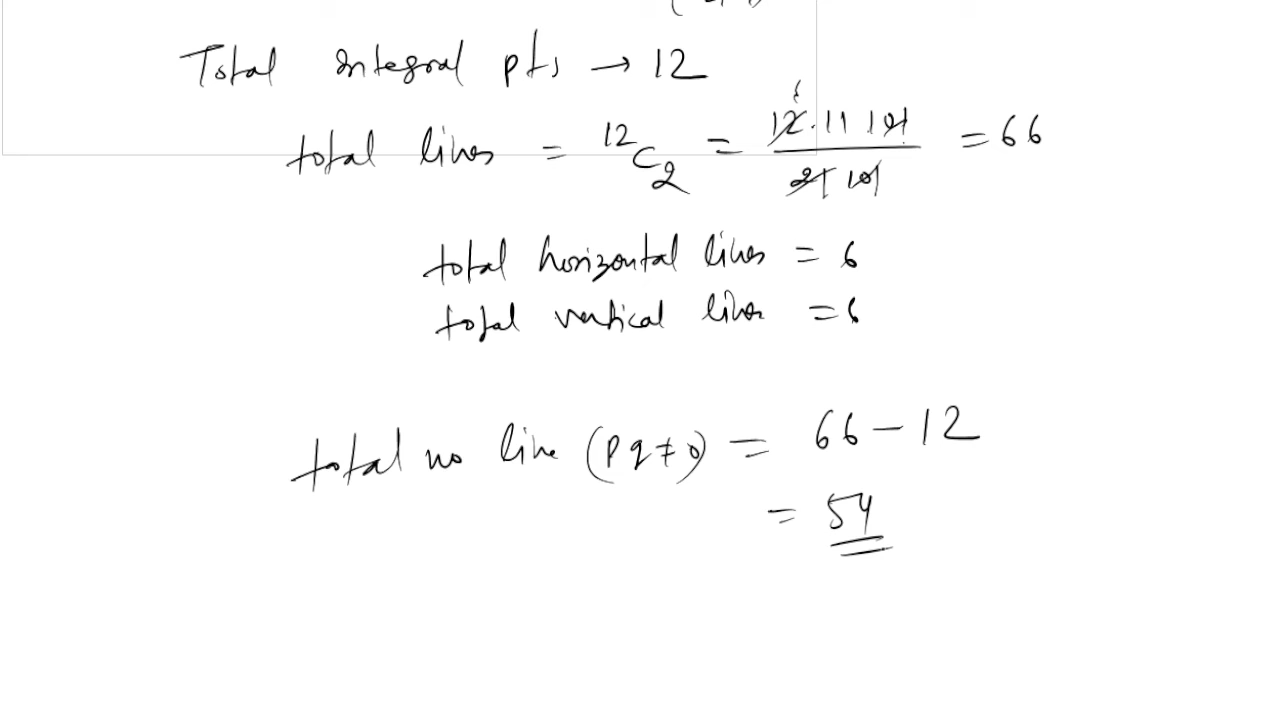 Total integral pts → 12
total lines = ¹²C₂ = 12·11 10! / 2! 10! = 66
total horizontal lines = 6
total vertical lines = 6
total no line (pq≠0) = 66 − 12
= 54